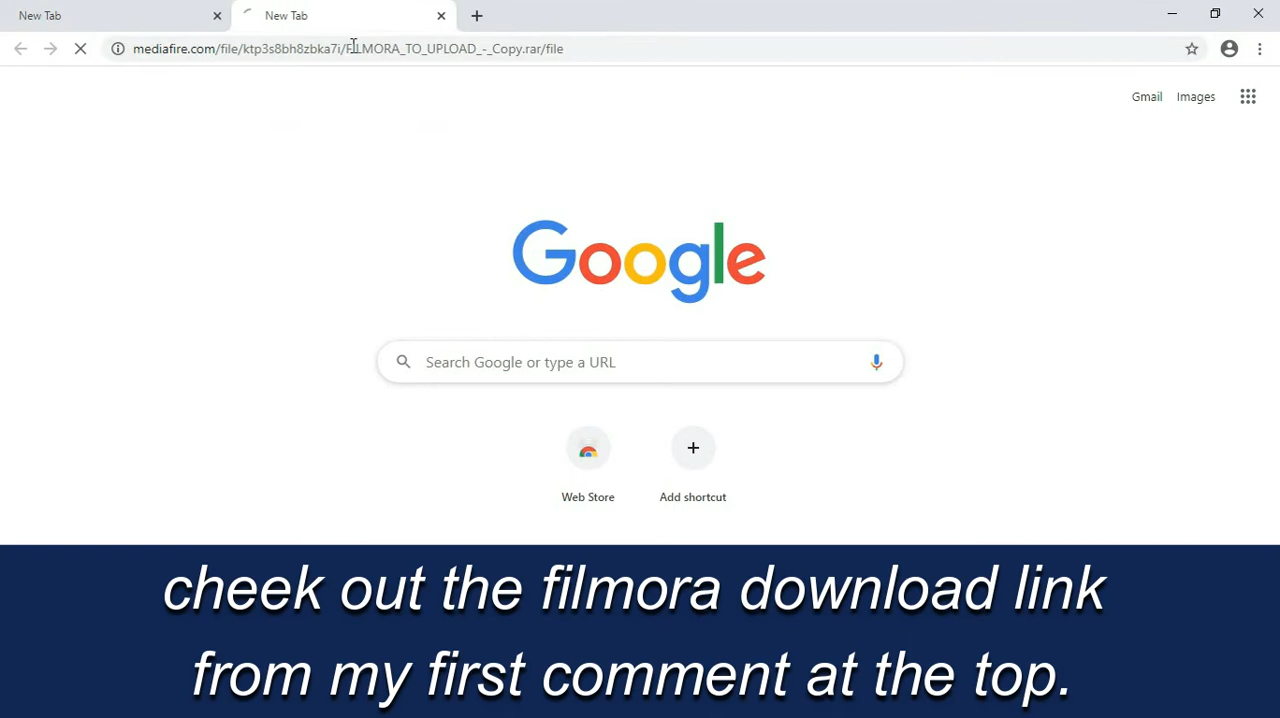 New Tab
New Tab
mediafire.com/file/ktp3s8bh8zbka7i/FILMORA_TO_UPLOAD_-_Copy.rar/file
Gmail Images
Google
Search Google or type a URL
Web Store Add shortcut
cheek out the filmora download link
from my first comment at the top.